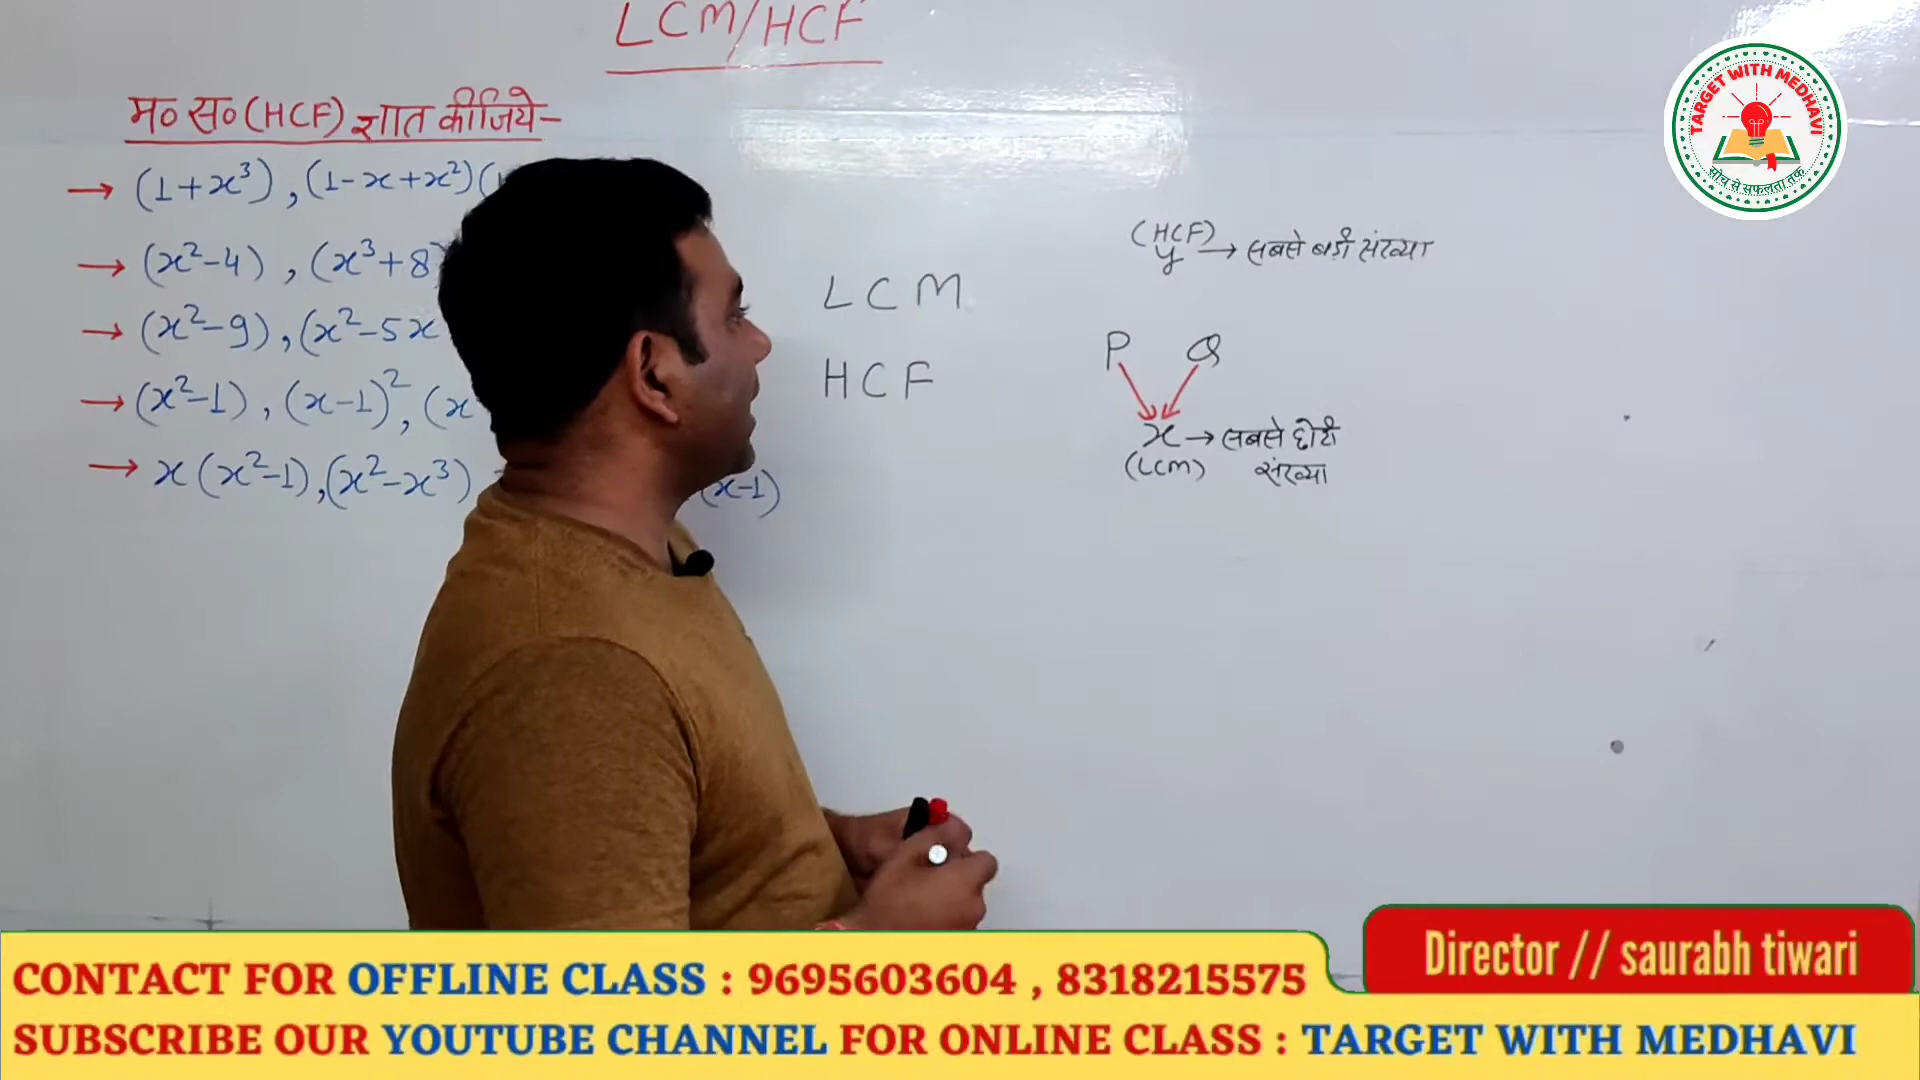 LCM/HCF
म० स० (HCF) ज्ञात कीजिये-
→ (1+x³), (1-x+x²)(
→ (x²-4), (x³+8)
→ (x²-9), (x²-5x
→ (x²-1), (x-1)², (x
→ x(x²-1), (x²-x³) (x-1)
LCM
HCF
(HCF)
y → सबसे बड़ी संख्या
P Q
x → सबसे छोटी
(LCM) संख्या
TARGET WITH MEDHAVI
सोच से सफलता तक
Director // saurabh tiwari
CONTACT FOR OFFLINE CLASS : 9695603604 , 8318215575
SUBSCRIBE OUR YOUTUBE CHANNEL FOR ONLINE CLASS : TARGET WITH MEDHAVI